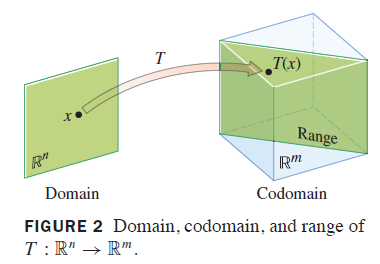 T
T(x)
x
Range
ℝⁿ
ℝᵐ
Domain
Codomain
FIGURE 2 Domain, codomain, and range of
T : ℝⁿ → ℝᵐ.